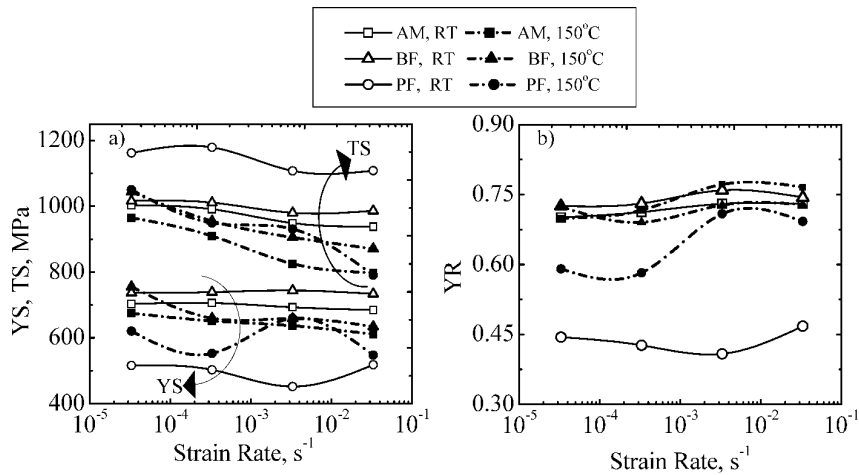 AM, RT AM, 150°C
BF, RT BF, 150°C
PF, RT PF, 150°C
a)
TS
YS
YS, TS, MPa
1200
1000
800
600
400
10⁻⁵ 10⁻⁴ 10⁻³ 10⁻² 10⁻¹
Strain Rate, s⁻¹
b)
YR
0.90
0.75
0.60
0.45
0.30
10⁻⁵ 10⁻⁴ 10⁻³ 10⁻² 10⁻¹
Strain Rate, s⁻¹